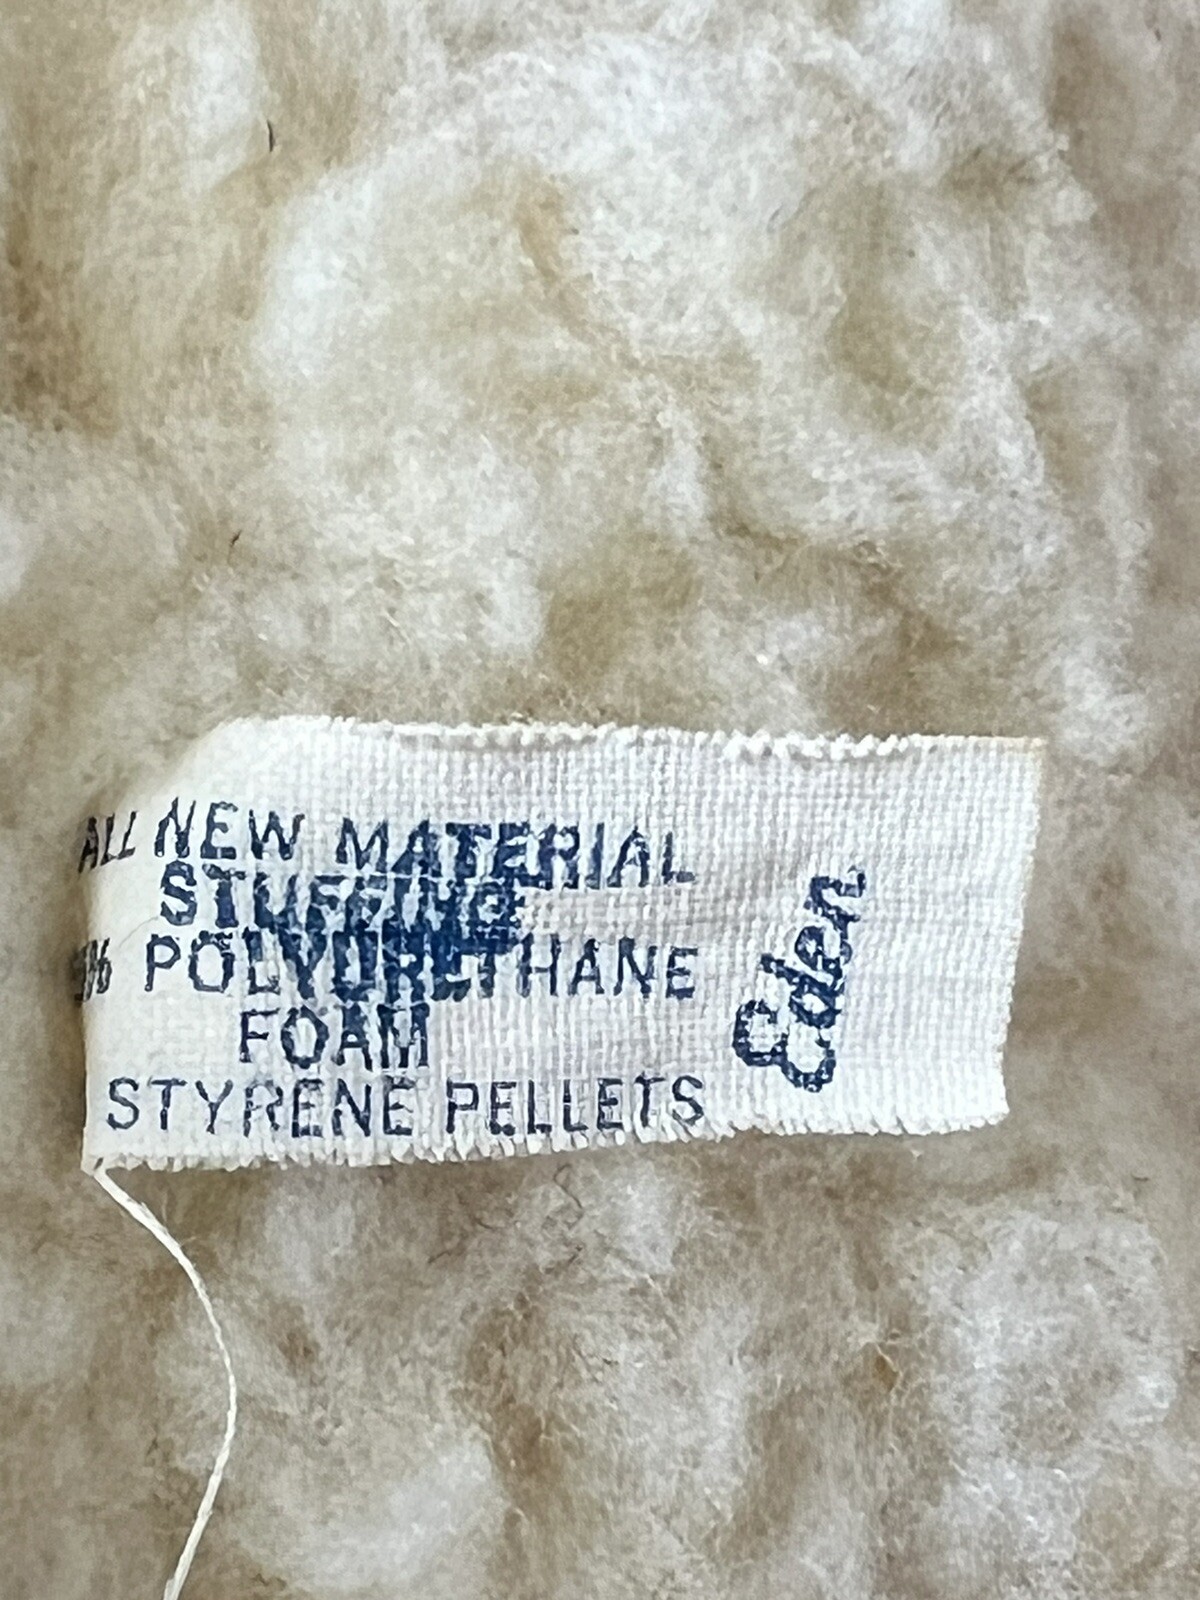 ALL NEW MATERIAL
STUFFING
% POLYURETHANE
FOAM
STYRENE PELLETS
Eden